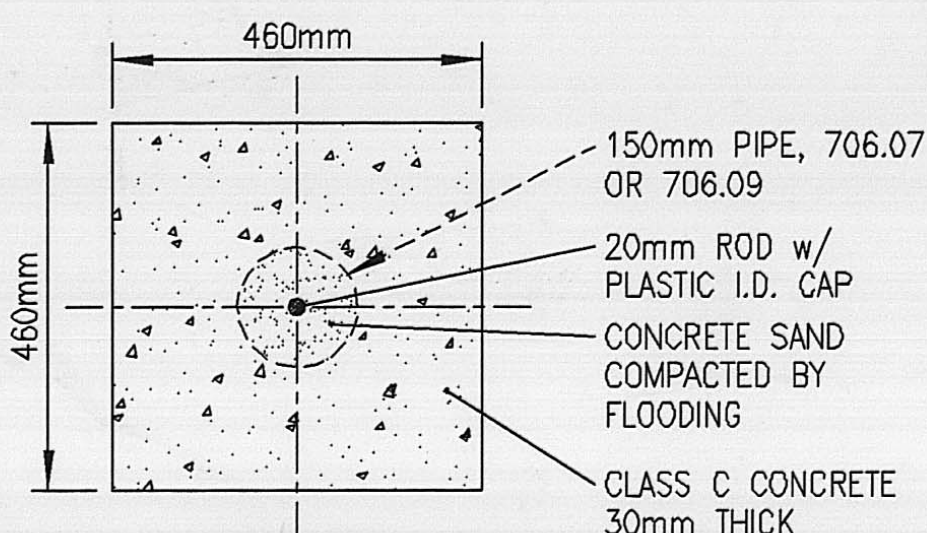 460mm
460mm
150mm PIPE, 706.07
OR 706.09
20mm ROD w/
PLASTIC I.D. CAP
CONCRETE SAND
COMPACTED BY
FLOODING
CLASS C CONCRETE
30mm THICK